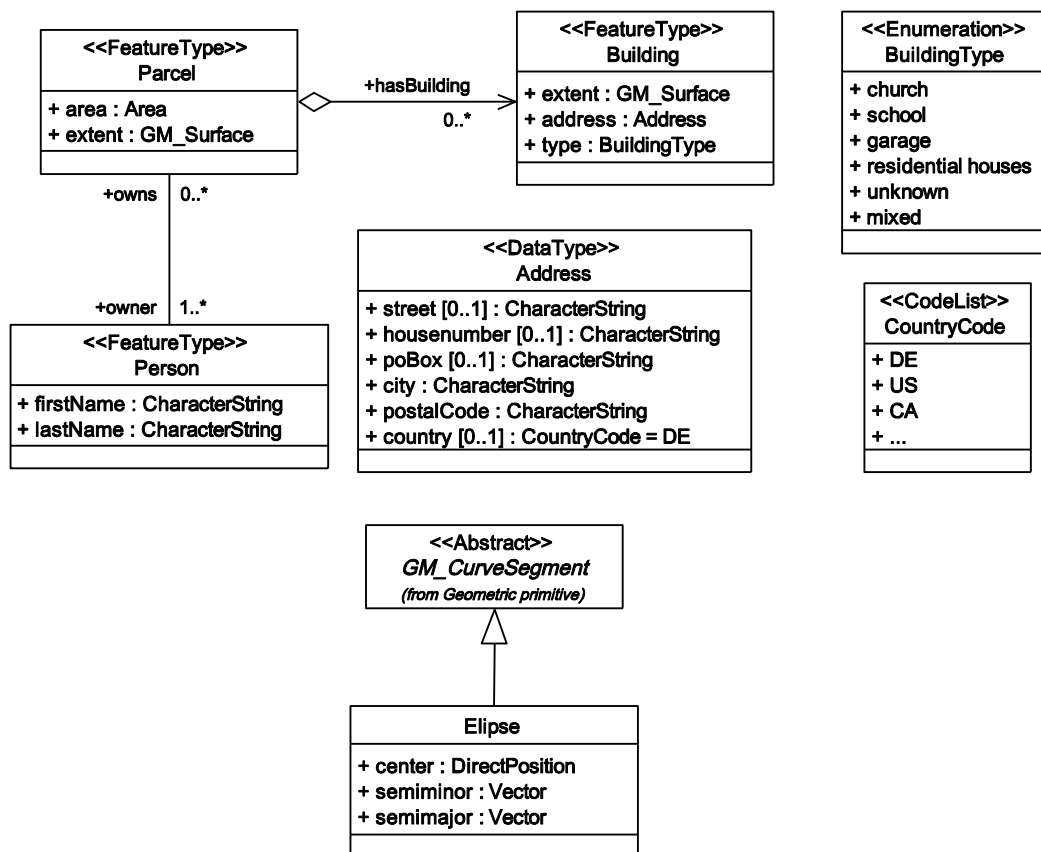 <<FeatureType>>
Parcel
+ area : Area
+ extent : GM_Surface
+hasBuilding
0..*
<<FeatureType>>
Building
+ extent : GM_Surface
+ address : Address
+ type : BuildingType
<<Enumeration>>
BuildingType
+ church
+ school
+ garage
+ residential houses
+ unknown
+ mixed
+owns 0..*
+owner 1..*
<<FeatureType>>
Person
+ firstName : CharacterString
+ lastName : CharacterString
<<DataType>>
Address
+ street [0..1] : CharacterString
+ housenumber [0..1] : CharacterString
+ poBox [0..1] : CharacterString
+ city : CharacterString
+ postalCode : CharacterString
+ country [0..1] : CountryCode = DE
<<CodeList>>
CountryCode
+ DE
+ US
+ CA
+ ...
<<Abstract>>
GM_CurveSegment
(from Geometric primitive)
Elipse
+ center : DirectPosition
+ semiminor : Vector
+ semimajor : Vector